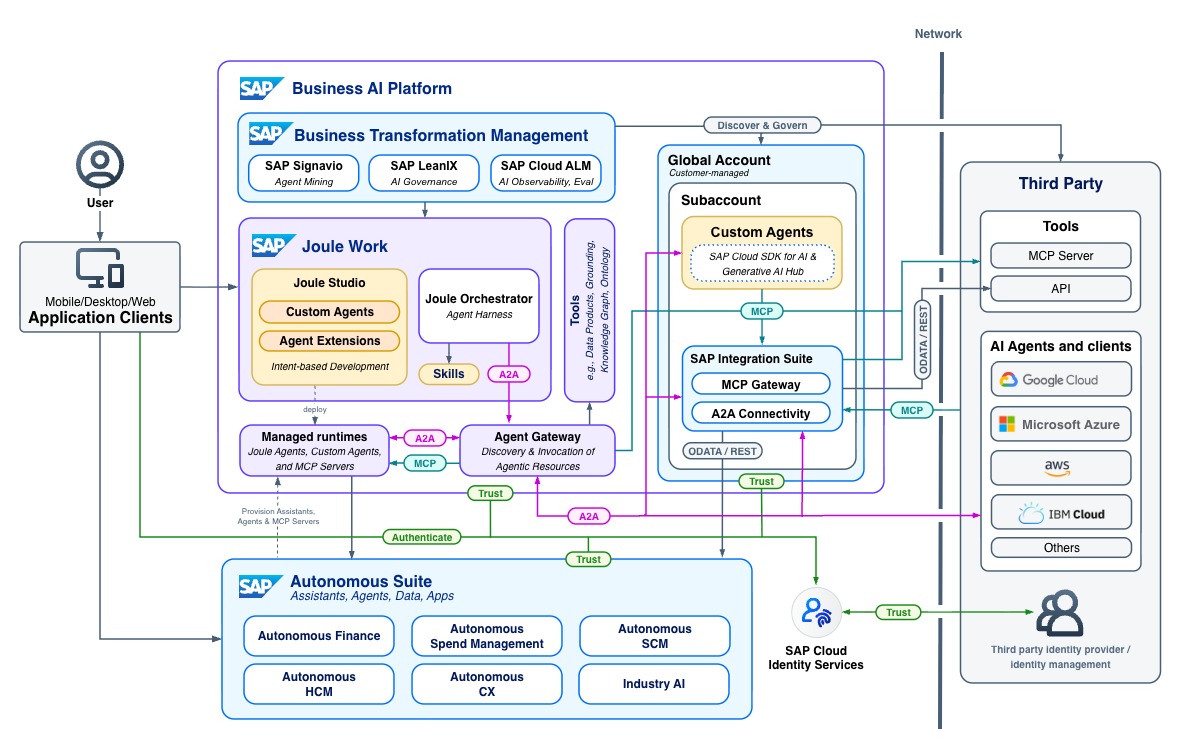 Network
SAP Business AI Platform
SAP Business Transformation Management
SAP Signavio
Agent Mining
SAP LeanIX
AI Governance
SAP Cloud ALM
AI Observability, Eval
Discover & Govern
User
Mobile/Desktop/Web
Application Clients
SAP Joule Work
Joule Studio
Custom Agents
Agent Extensions
Intent-based Development
Joule Orchestrator
Agent Harness
Skills
A2A
Tools
e.g., Data Products, Grounding,
Knowledge Graph, Ontology
deploy
Managed runtimes
Joule Agents, Custom Agents,
and MCP Servers
A2A
MCP
Agent Gateway
Discovery & Invocation of
Agentic Resources
Global Account
Customer-managed
Subaccount
Custom Agents
SAP Cloud SDK for AI &
Generative AI Hub
MCP
SAP Integration Suite
MCP Gateway
A2A Connectivity
ODATA / REST
ODATA / REST
MCP
Trust
Trust
A2A
Provision Assistants,
Agents & MCP Servers
Authenticate
Trust
SAP Autonomous Suite
Assistants, Agents, Data, Apps
Autonomous Finance
Autonomous
Spend Management
Autonomous
SCM
Autonomous
HCM
Autonomous
CX
Industry AI
SAP Cloud
Identity Services
Trust
Third Party
Tools
MCP Server
API
AI Agents and clients
Google Cloud
Microsoft Azure
aws
IBM Cloud
Others
Third party identity provider /
identity management